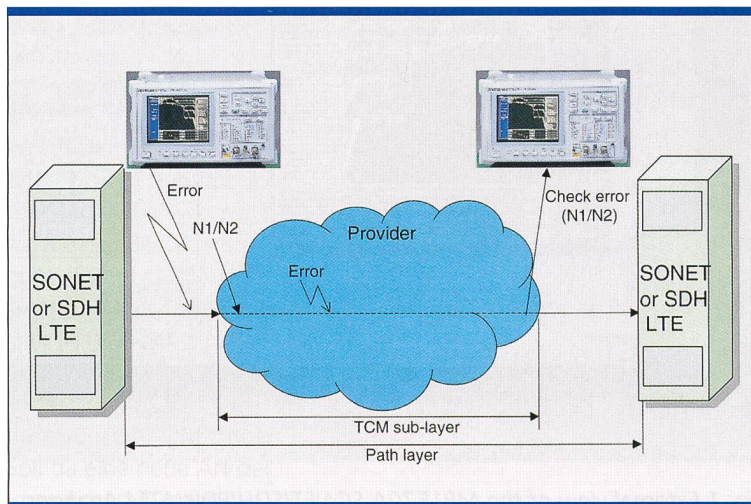 Error
Check error
(N1/N2)
N1/N2
Provider
Error
SONET
or SDH
LTE
SONET
or SDH
LTE
TCM sub-layer
Path layer